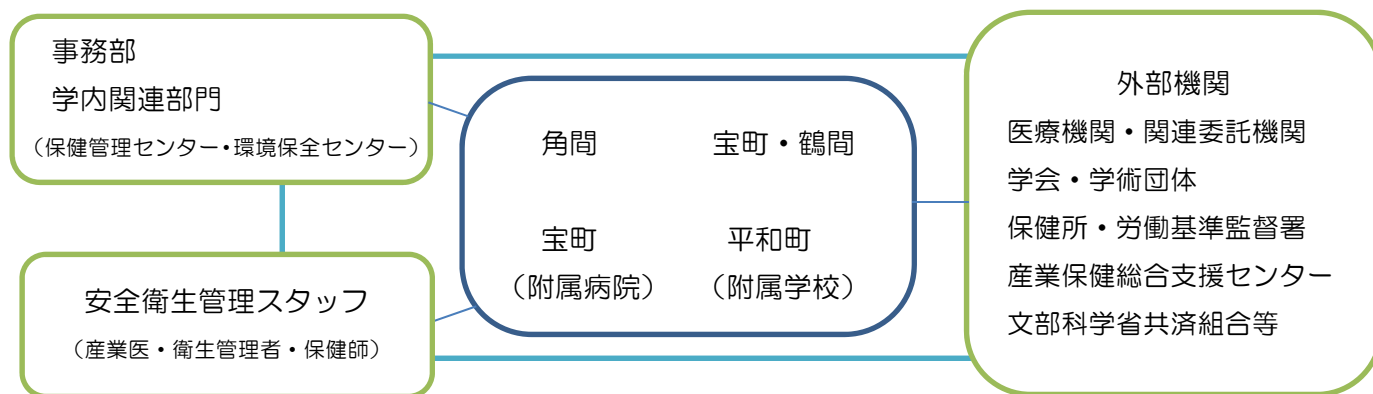 事務部
学内関連部門
（保健管理センター・環境保全センター）
安全衛生管理スタッフ
（産業医・衛生管理者・保健師）
角間
宝町・鶴間
宝町
（附属病院）
平和町
（附属学校）
外部機関
医療機関・関連委託機関
学会・学術団体
保健所・労働基準監督署
産業保健総合支援センター
文部科学省共済組合等